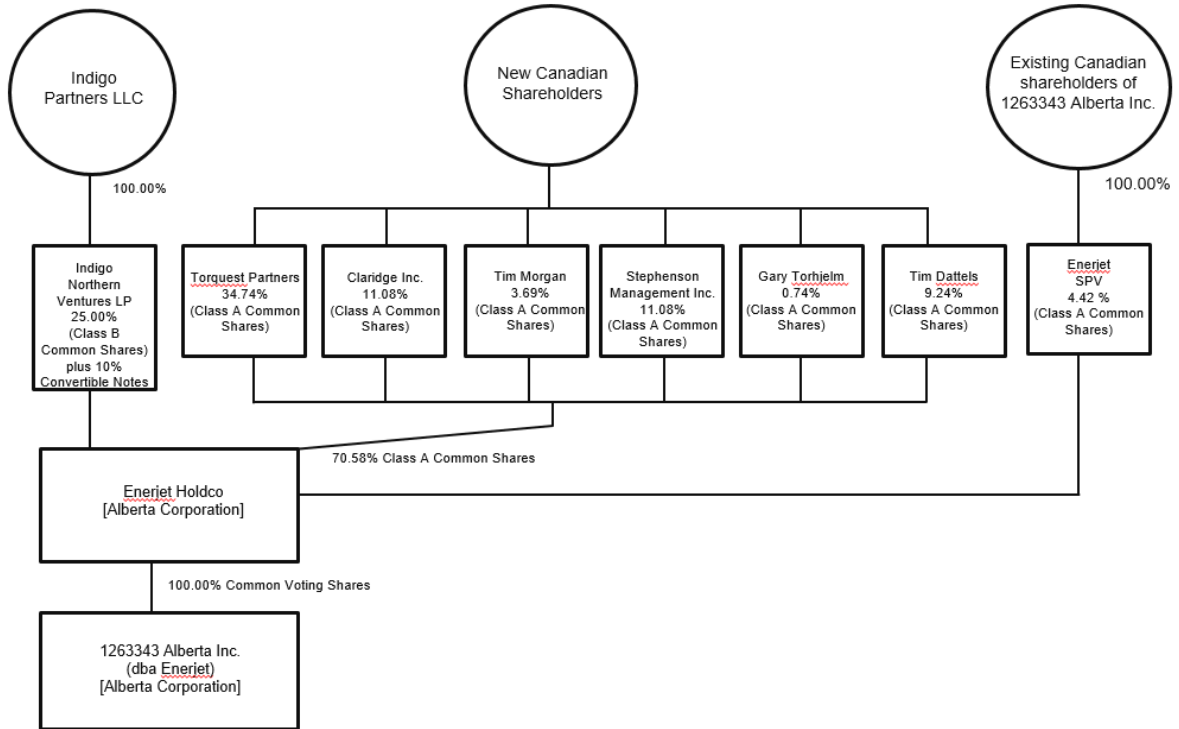 Indigo
Partners LLC
New Canadian
Shareholders
Existing Canadian
shareholders of
1263343 Alberta Inc.
100.00%
100.00%
Indigo
Northern
Ventures LP
25.00%
(Class B
Common Shares)
plus 10%
Convertible Notes
Torquest Partners
34.74%
(Class A Common
Shares)
Claridge Inc.
11.08%
(Class A Common
Shares)
Tim Morgan
3.69%
(Class A Common
Shares)
Stephenson
Management Inc.
11.08%
(Class A Common
Shares)
Gary Torhjelm
0.74%
(Class A Common
Shares)
Tim Dattels
9.24%
(Class A Common
Shares)
Enerjet
SPV
4.42 %
(Class A Common
Shares)
70.58% Class A Common Shares
Enerjet Holdco
[Alberta Corporation]
100.00% Common Voting Shares
1263343 Alberta Inc.
(dba Enerjet)
[Alberta Corporation]